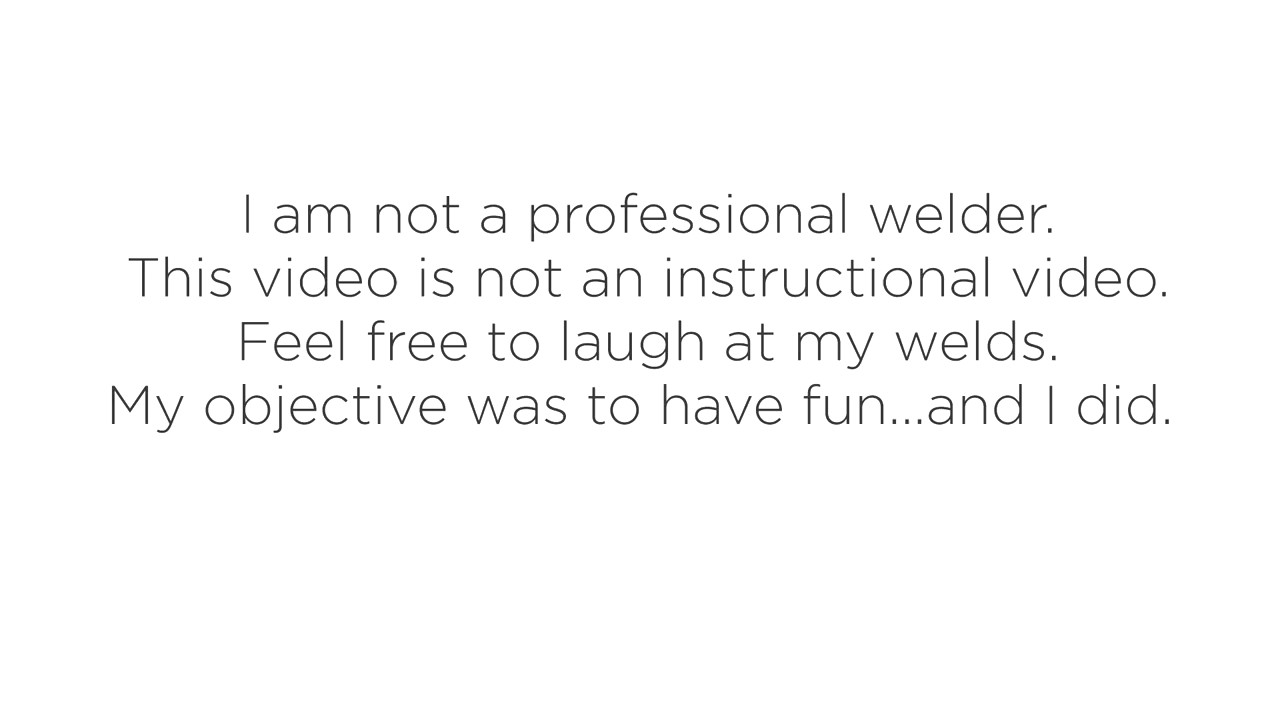 I am not a professional welder.
This video is not an instructional video.
Feel free to laugh at my welds.
My objective was to have fun...and I did.